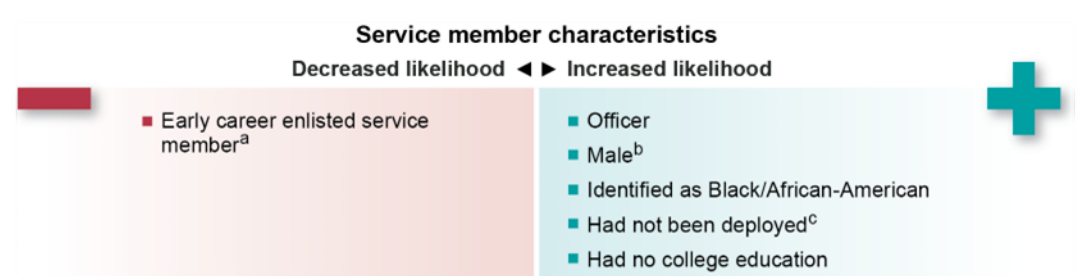 Service member characteristics
Decreased likelihood ◄ ► Increased likelihood
Early career enlisted service
memberᵃ
Officer
Maleᵇ
Identified as Black/African-American
Had not been deployedᶜ
Had no college education